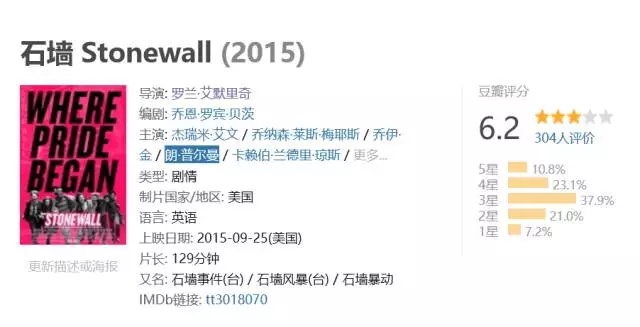 石墙 Stonewall (2015)
WHERE
PRIDE
BEGAN
STONEWALL
更新描述或海报
导演: 罗兰·艾默里奇
编剧: 乔恩·罗宾·贝茨
主演: 杰瑞米·艾文 / 乔纳森·莱斯·梅耶斯 / 乔伊·
金 / 朗·普尔曼 / 卡赖伯·兰德里·琼斯 / 更多...
类型: 剧情
制片国家/地区: 美国
语言: 英语
上映日期: 2015-09-25(美国)
片长: 129分钟
又名: 石墙事件(台) / 石墙风暴(台) / 石墙暴动
IMDb链接: tt3018070
豆瓣评分
6.2
304人评价
5星 10.8%
4星 23.1%
3星 37.9%
2星 21.0%
1星 7.2%